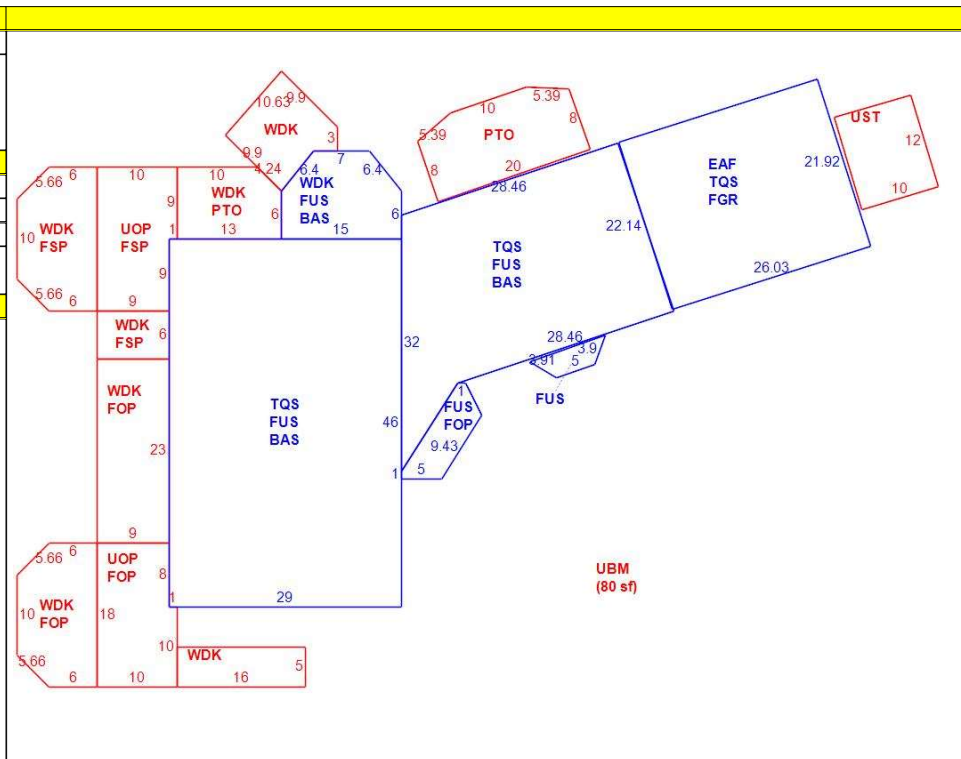 10.63
9.9
WDK
3
9.9
4.24
10
5.39
5.39
PTO
8
8
20
28.46
UST
12
10
EAF
TQS
FGR
21.92
22.14
26.03
7
6.4
6.4
WDK
FUS
BAS
6
6
15
5.66
6
10
10
WDK
PTO
9
1
13
10
WDK
FSP
UOP
FSP
9
5.66
6
9
WDK
FSP
6
TQS
FUS
BAS
28.46
3.91
3.9
5
FUS
32
WDK
FOP
23
9
TQS
FUS
BAS
46
1
FUS
FOP
9.43
5
1
5.66
6
UOP
FOP
8
1
29
10
WDK
FOP
18
5.66
6
10
10
WDK
5
16
UBM
(80 sf)